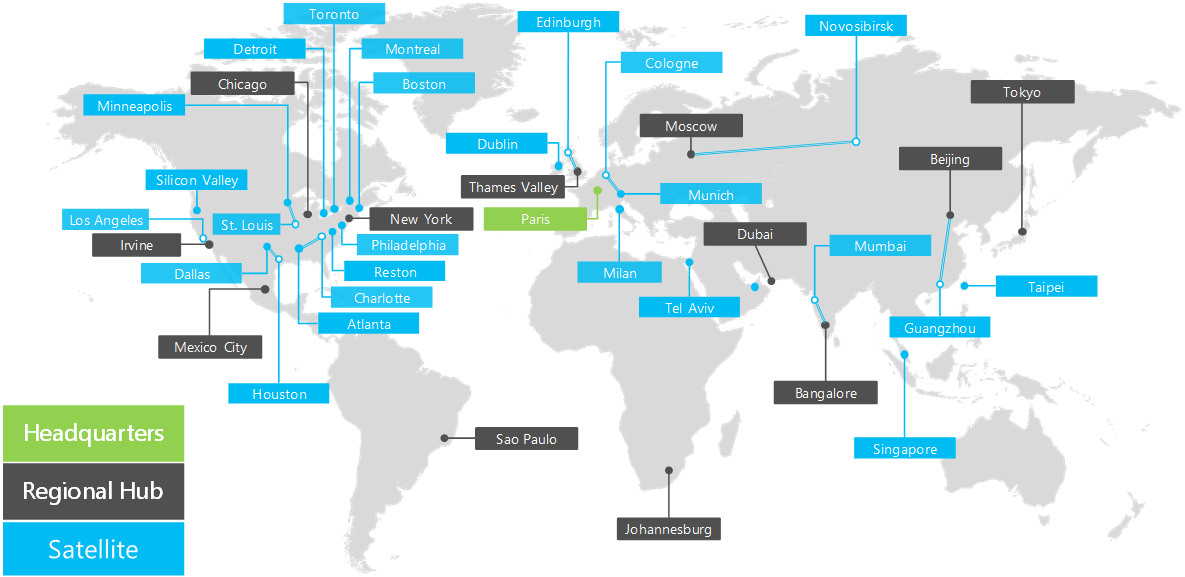 Toronto
Edinburgh
Novosibirsk
Detroit
Montreal
Cologne
Chicago
Boston
Tokyo
Minneapolis
Moscow
Dublin
Beijing
Silicon Valley
Thames Valley
Munich
Los Angeles
St. Louis
New York
Paris
Dubai
Irvine
Philadelphia
Mumbai
Dallas
Reston
Milan
Taipei
Charlotte
Tel Aviv
Atlanta
Guangzhou
Mexico City
Houston
Bangalore
Headquarters
Sao Paulo
Singapore
Regional Hub
Johannesburg
Satellite